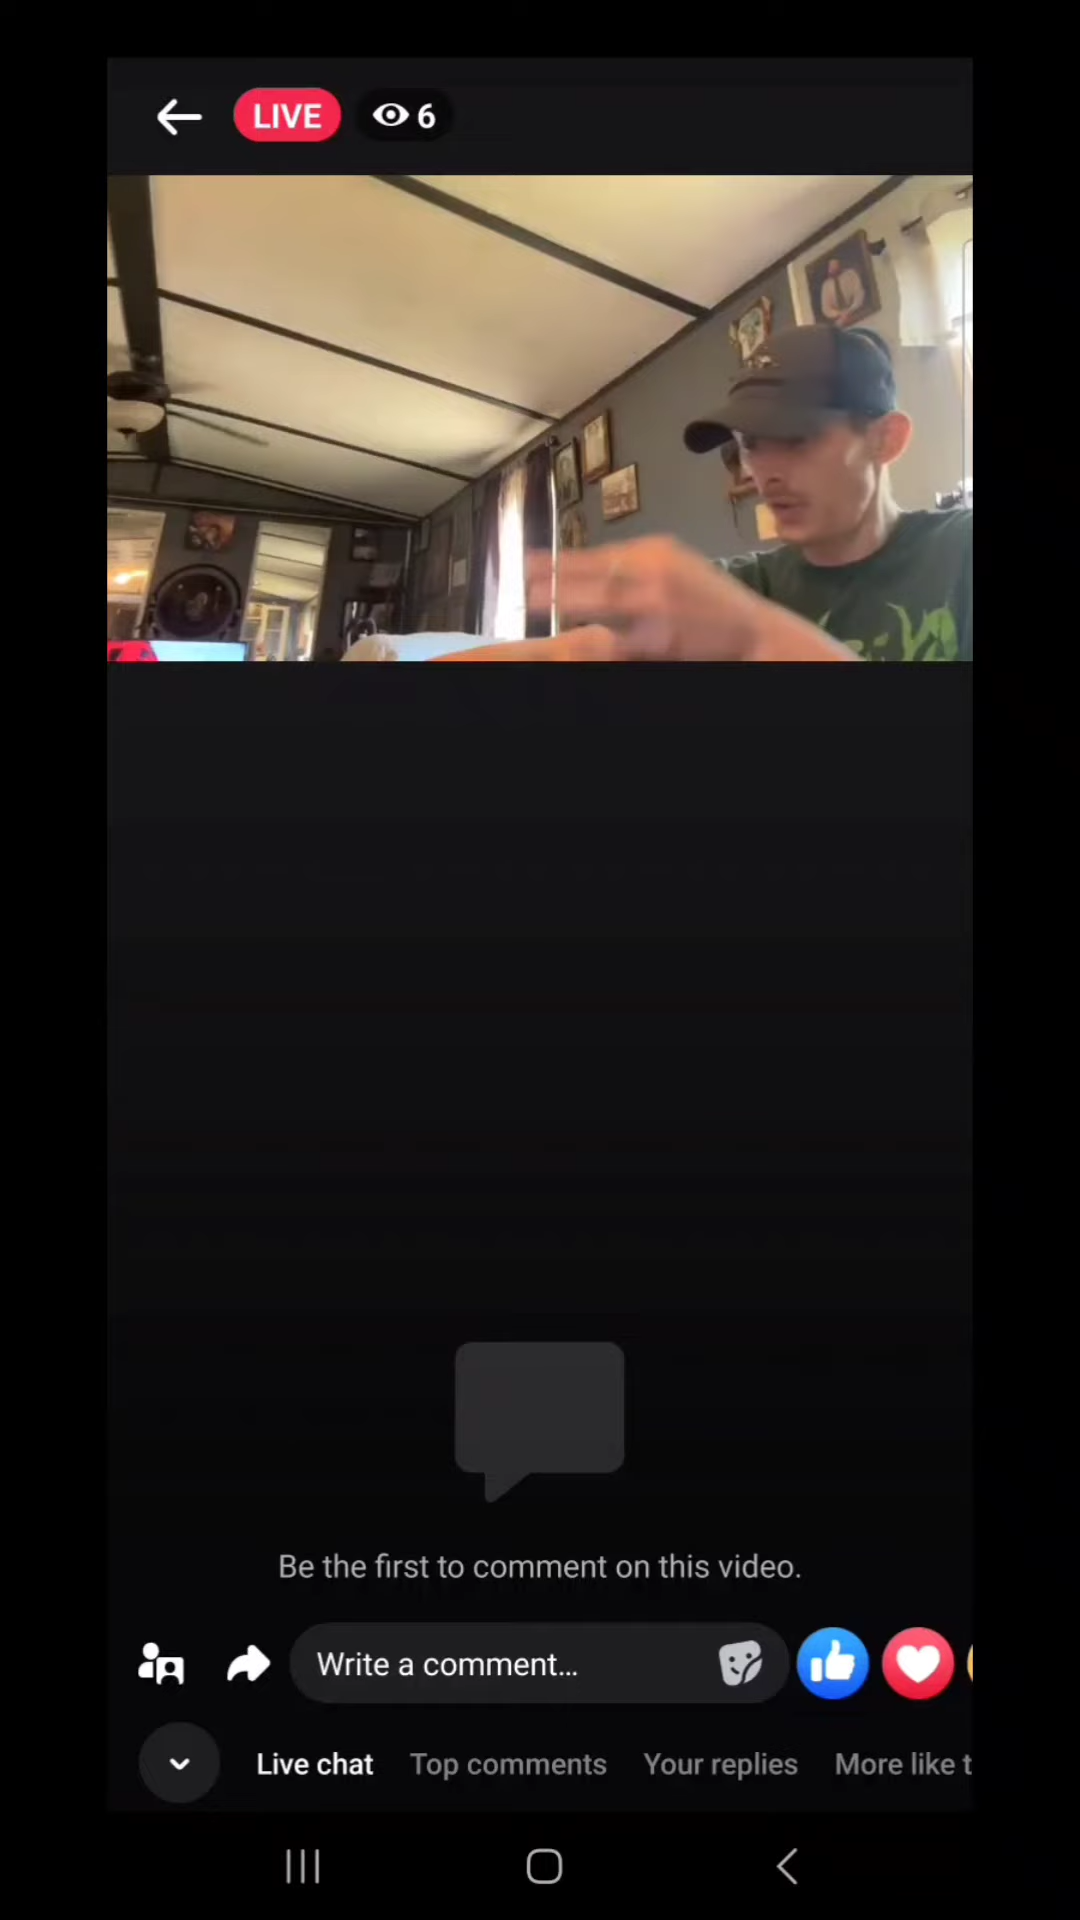 LIVE 6
Be the first to comment on this video.
Write a comment...
Live chat Top comments Your replies More like t